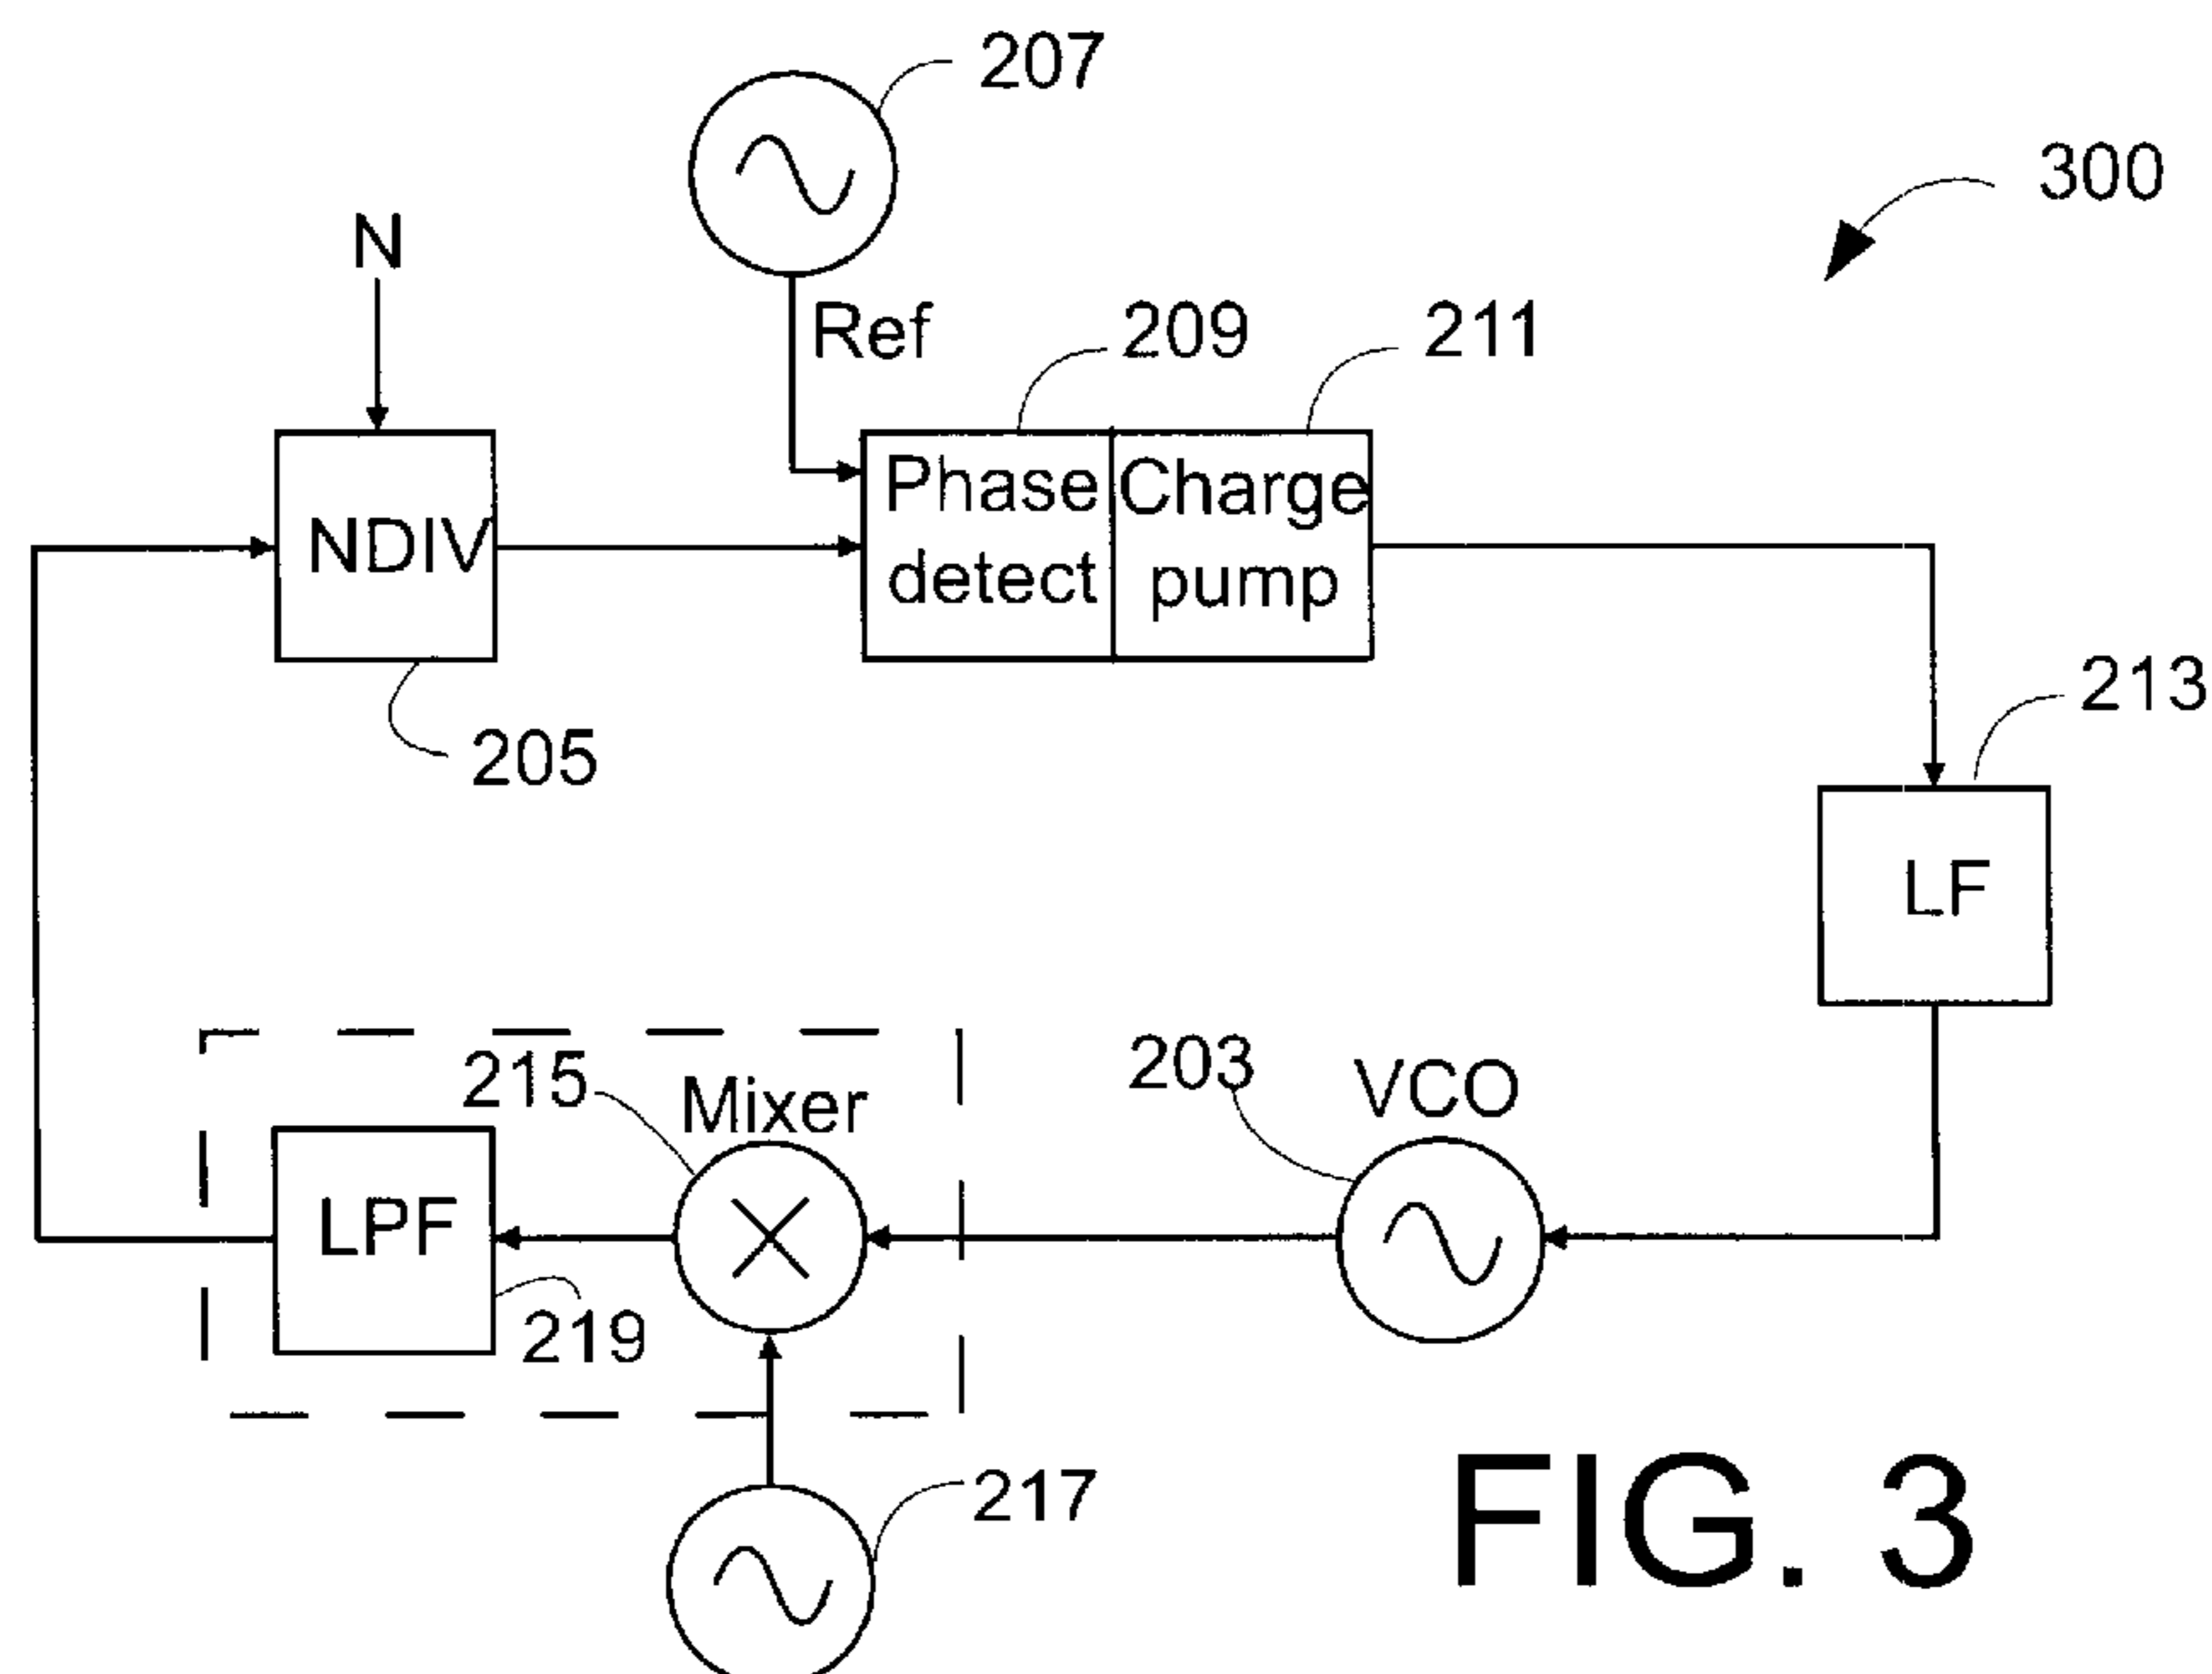 207
300
N
Ref
209
211
Phase
detect
Charge
pump
NDIV
205
213
LF
215
Mixer
203
VCO
LPF
219
217
FIG. 3